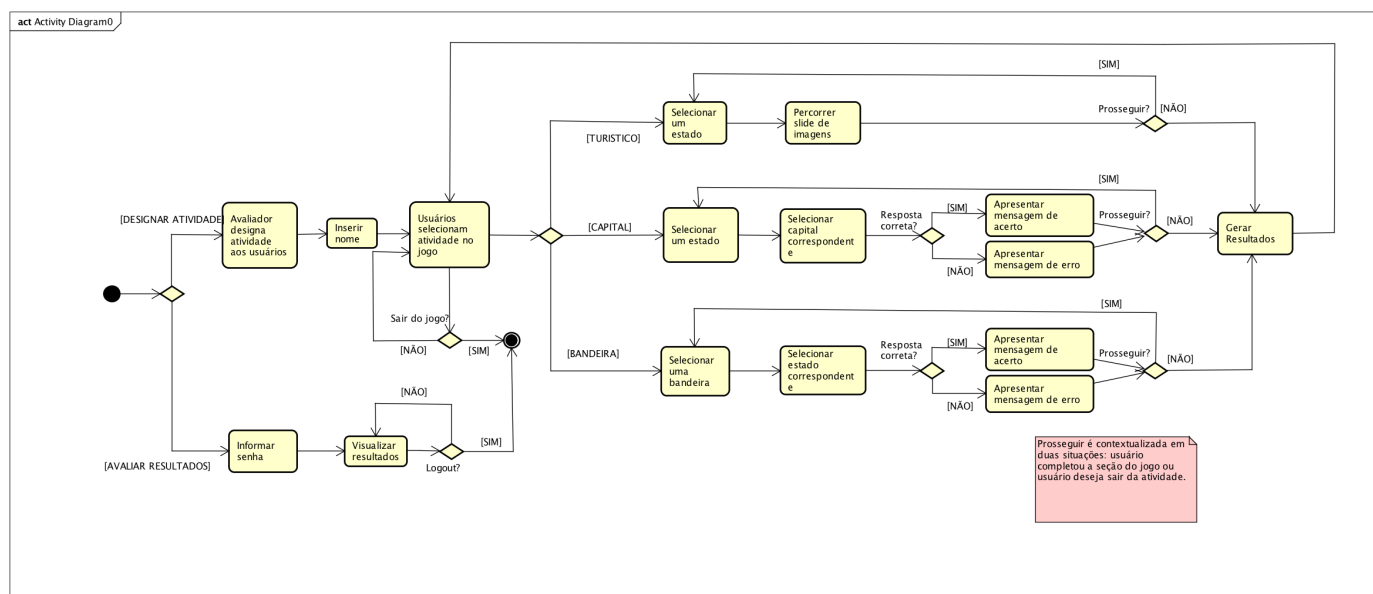 act Activity Diagram0
[SIM]
Selecionar
um
estado
Percorrer
slide de
imagens
Prosseguir?
[NÃO]
[TURISTICO]
[DESIGNAR ATIVIDADE
Avaliador
designa
atividade
aos usuários
Inserir
nome
Usuários
selecionam
atividade no
jogo
[CAPITAL]
[SIM]
Selecionar
um estado
Selecionar
capital
correspondent
e
Resposta
correta?
[SIM]
[NÃO]
Apresentar
mensagem de
acerto
Apresentar
mensagem de erro
Prosseguir?
[NÃO]
Gerar
Resultados
Sair do jogo?
[NÃO]
[SIM]
[BANDEIRA]
[SIM]
Selecionar
uma
bandeira
Selecionar
estado
correspondent
e
Resposta
correta?
[SIM]
[NÃO]
Apresentar
mensagem de
acerto
Apresentar
mensagem de erro
Prosseguir?
[NÃO]
[AVALIAR RESULTADOS]
Informar
senha
Visualizar
resultados
[NÃO]
[SIM]
Logout?
Prosseguir é contextualizada em
duas situações: usuário
completou a seção do jogo ou
usuário deseja sair da atividade.